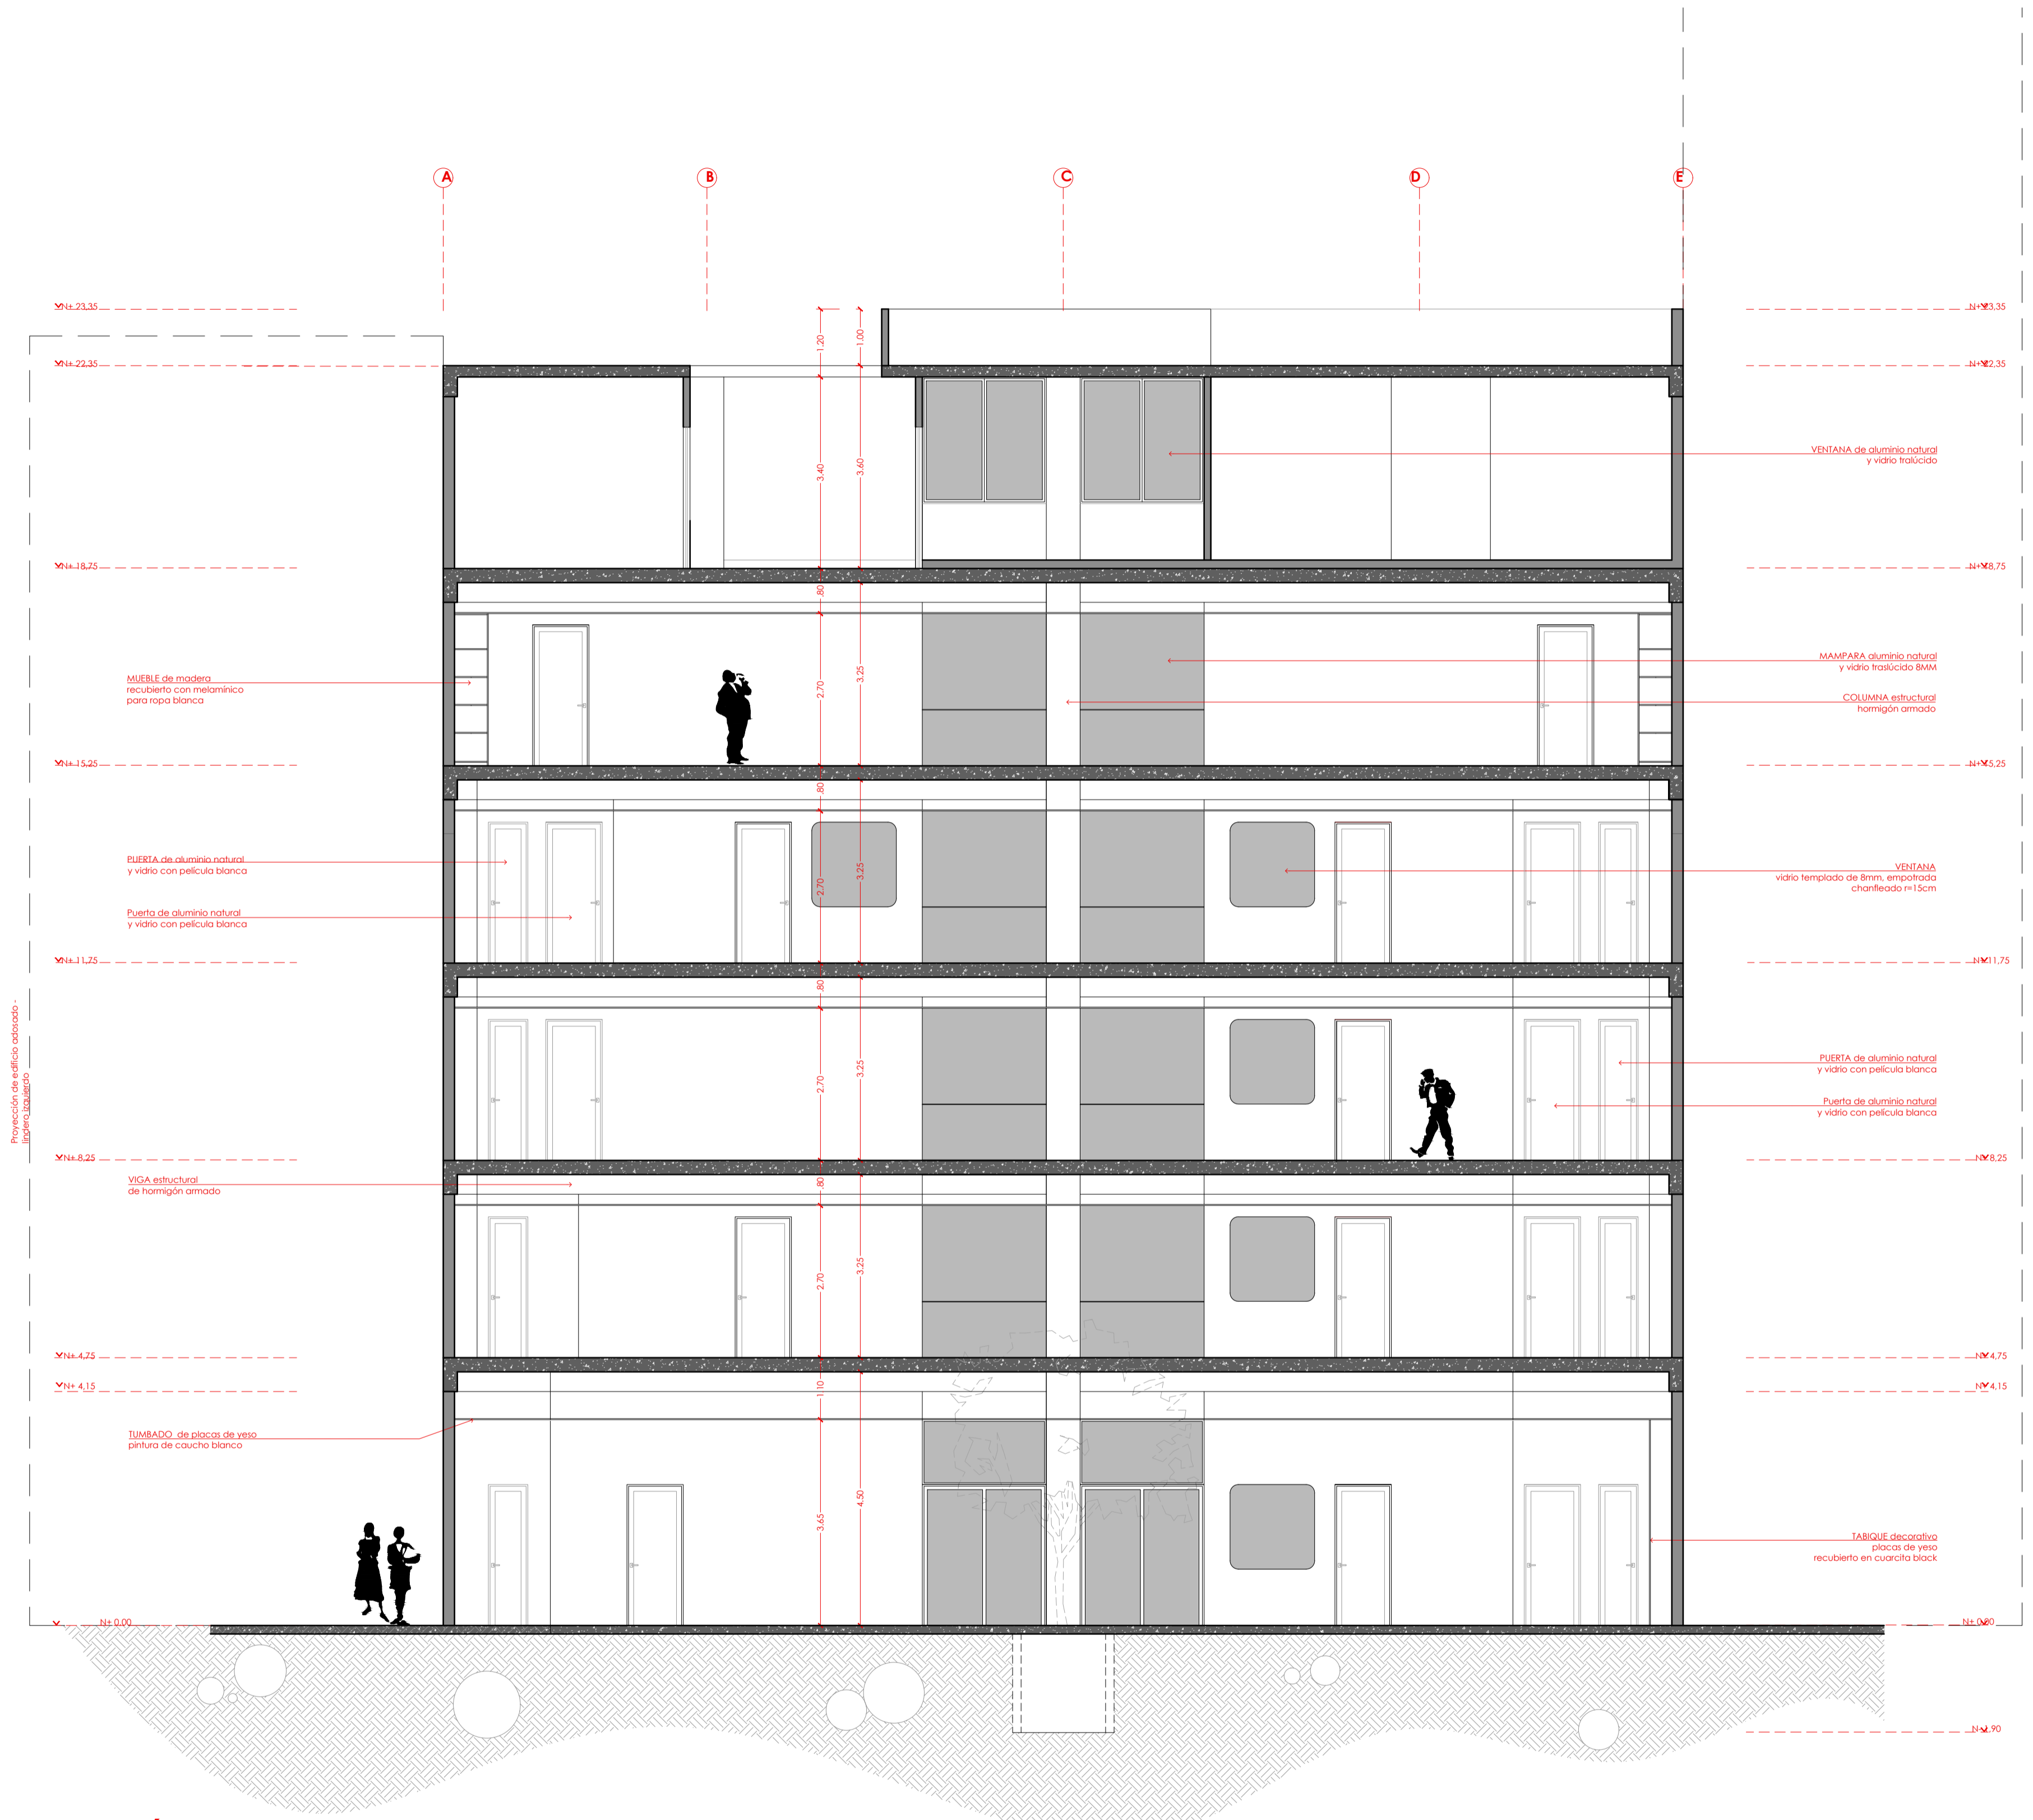 A
B
C
D
E
N+ 23,35
N+ 23,35
1.20
1.00
N+ 22,35
N+ 22,35
VENTANA de aluminio natural
y vidrio tralúcido
3.40
3.60
N+ 18,75
N+ 18,75
.80
MAMPARA aluminio natural
y vidrio traslúcido 8MM
MUEBLE de madera
recubierto con melamínico
para ropa blanca
2.70
3.25
COLUMNA estructural
hormigón armado
N+ 15,25
N+ 15,25
.80
PUERTA de aluminio natural
y vidrio con película blanca
2.70
3.25
VENTANA
vidrio templado de 8mm, empotrada
chanfleado r=15cm
Puerta de aluminio natural
y vidrio con película blanca
N+ 11,75
N+ 11,75
.80
Proyección de edificio adosado -
lindero izquierdo
2.70
3.25
PUERTA de aluminio natural
y vidrio con película blanca
Puerta de aluminio natural
y vidrio con película blanca
N+ 8,25
N+ 8,25
.80
VIGA estructural
de hormigón armado
2.70
3.25
N+ 4,75
N+ 4,75
N+ 4,15
N+ 4,15
1.10
TUMBADO de placas de yeso
pintura de caucho blanco
3.65
4.50
TABIQUE decorativo
placas de yeso
recubierto en cuarcita black
N+ 0.00
N+ 0.00